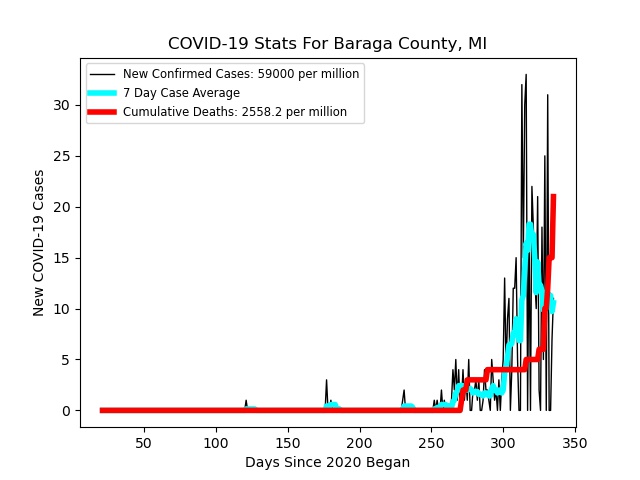 COVID-19 Stats For Baraga County, MI
New Confirmed Cases: 59000 per million
7 Day Case Average
Cumulative Deaths: 2558.2 per million
New COVID-19 Cases
30
25
20
15
10
5
0
50
100
150
200
250
300
350
Days Since 2020 Began